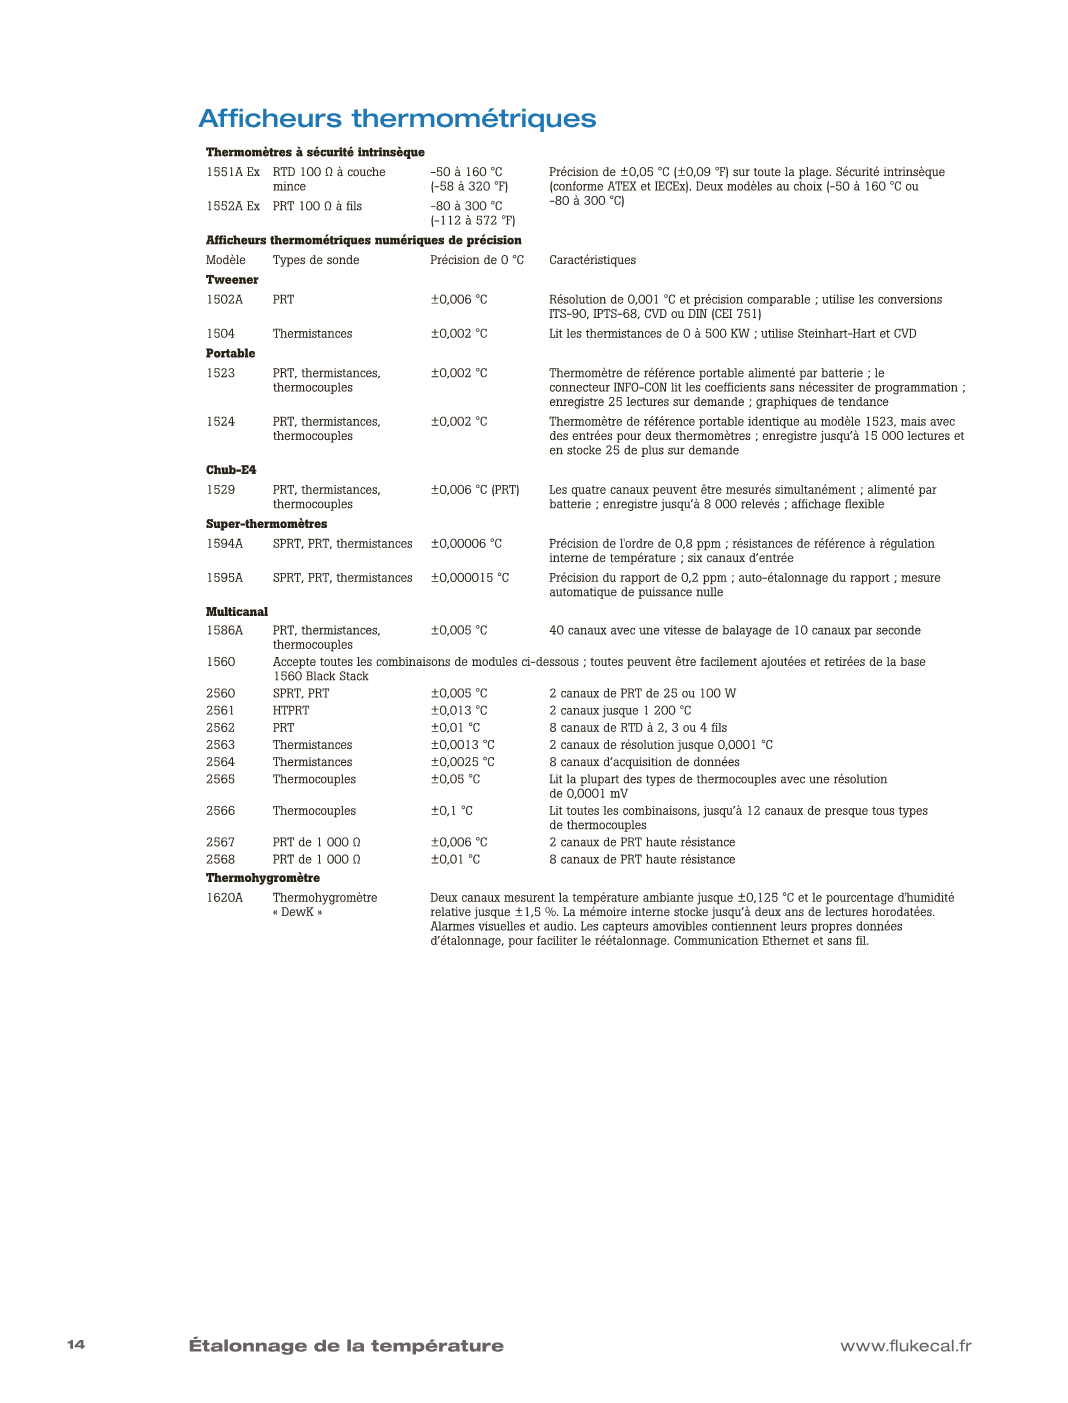 Afficheurs thermométriques
Thermomètres à sécurité intrinsèque
1551A Ex RTD 100 Ω à couche mince -50 à 160 °C (-58 à 320 °F) Précision de ±0,05 °C (±0,09 °F) sur toute la plage. Sécurité intrinsèque
(conforme ATEX et IECEx). Deux modèles au choix (-50 à 160 °C ou
-80 à 300 °C)
1552A Ex PRT 100 Ω à fils -80 à 300 °C
(-112 à 572 °F)
Afficheurs thermométriques numériques de précision
Modèle Types de sonde Précision de 0 °C Caractéristiques
Tweener
1502A PRT ±0,006 °C Résolution de 0,001 °C et précision comparable ; utilise les conversions
ITS-90, IPTS-68, CVD ou DIN (CEI 751)
1504 Thermistances ±0,002 °C Lit les thermistances de 0 à 500 KW ; utilise Steinhart-Hart et CVD
Portable
1523 PRT, thermistances, thermocouples ±0,002 °C Thermomètre de référence portable alimenté par batterie ; le
connecteur INFO-CON lit les coefficients sans nécessiter de programmation ;
enregistre 25 lectures sur demande ; graphiques de tendance
1524 PRT, thermistances, thermocouples ±0,002 °C Thermomètre de référence portable identique au modèle 1523, mais avec
des entrées pour deux thermomètres ; enregistre jusqu’à 15 000 lectures et
en stocke 25 de plus sur demande
Chub-E4
1529 PRT, thermistances, thermocouples ±0,006 °C (PRT) Les quatre canaux peuvent être mesurés simultanément ; alimenté par
batterie ; enregistre jusqu’à 8 000 relevés ; affichage flexible
Super-thermomètres
1594A SPRT, PRT, thermistances ±0,00006 °C Précision de l'ordre de 0,8 ppm ; résistances de référence à régulation
interne de température ; six canaux d’entrée
1595A SPRT, PRT, thermistances ±0,000015 °C Précision du rapport de 0,2 ppm ; auto-étalonnage du rapport ; mesure
automatique de puissance nulle
Multicanal
1586A PRT, thermistances, ±0,005 °C 40 canaux avec une vitesse de balayage de 10 canaux par seconde
thermocouples
1560 Accepte toutes les combinaisons de modules ci-dessous ; toutes peuvent être facilement ajoutées et retirées de la base
1560 Black Stack
2560 SPRT, PRT ±0,005 °C 2 canaux de PRT de 25 ou 100 W
2561 HTPRT ±0,013 °C 2 canaux jusque 1 200 °C
2562 PRT ±0,01 °C 8 canaux de RTD à 2, 3 ou 4 fils
2563 Thermistances ±0,0013 °C 2 canaux de résolution jusque 0,0001 °C
2564 Thermistances ±0,0025 °C 8 canaux d’acquisition de données
2565 Thermocouples ±0,05 °C Lit la plupart des types de thermocouples avec une résolution
de 0,0001 mV
2566 Thermocouples ±0,1 °C Lit toutes les combinaisons, jusqu’à 12 canaux de presque tous types
de thermocouples
2567 PRT de 1 000 Ω ±0,006 °C 2 canaux de PRT haute résistance
2568 PRT de 1 000 Ω ±0,01 °C 8 canaux de PRT haute résistance
Thermohygromètre
1620A Thermohygromètre « DewK » Deux canaux mesurent la température ambiante jusque ±0,125 °C et le pourcentage d'humidité
relative jusque ±1,5 %. La mémoire interne stocke jusqu’à deux ans de lectures horodatées.
Alarmes visuelles et audio. Les capteurs amovibles contiennent leurs propres données
d’étalonnage, pour faciliter le réétalonnage. Communication Ethernet et sans fil.
14 Étalonnage de la température www.flukecal.fr